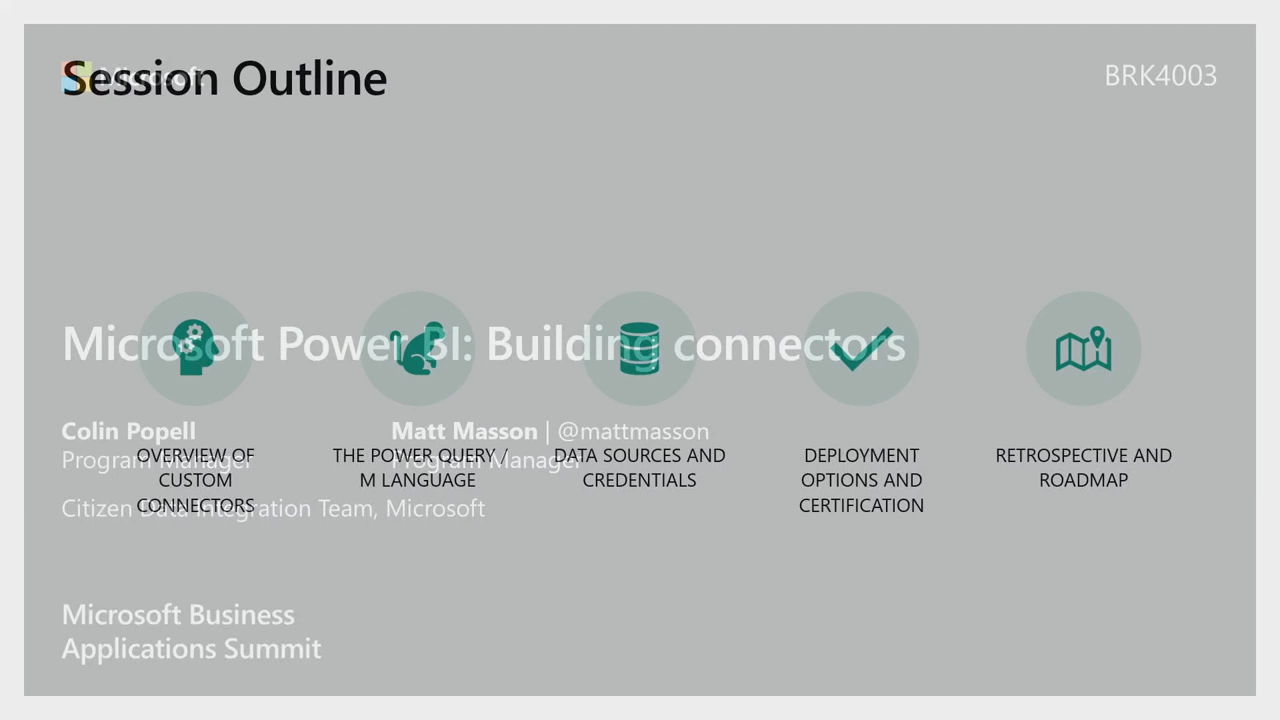 Session Outline
Microsoft
BRK4003
Microsoft Power BI: Building connectors
Colin Popell
Program Manager
Matt Masson | @mattmasson
Program Manager
Citizen Data Integration Team, Microsoft
OVERVIEW OF
CUSTOM
CONNECTORS
THE POWER QUERY /
M LANGUAGE
DATA SOURCES AND
CREDENTIALS
DEPLOYMENT
OPTIONS AND
CERTIFICATION
RETROSPECTIVE AND
ROADMAP
Microsoft Business
Applications Summit